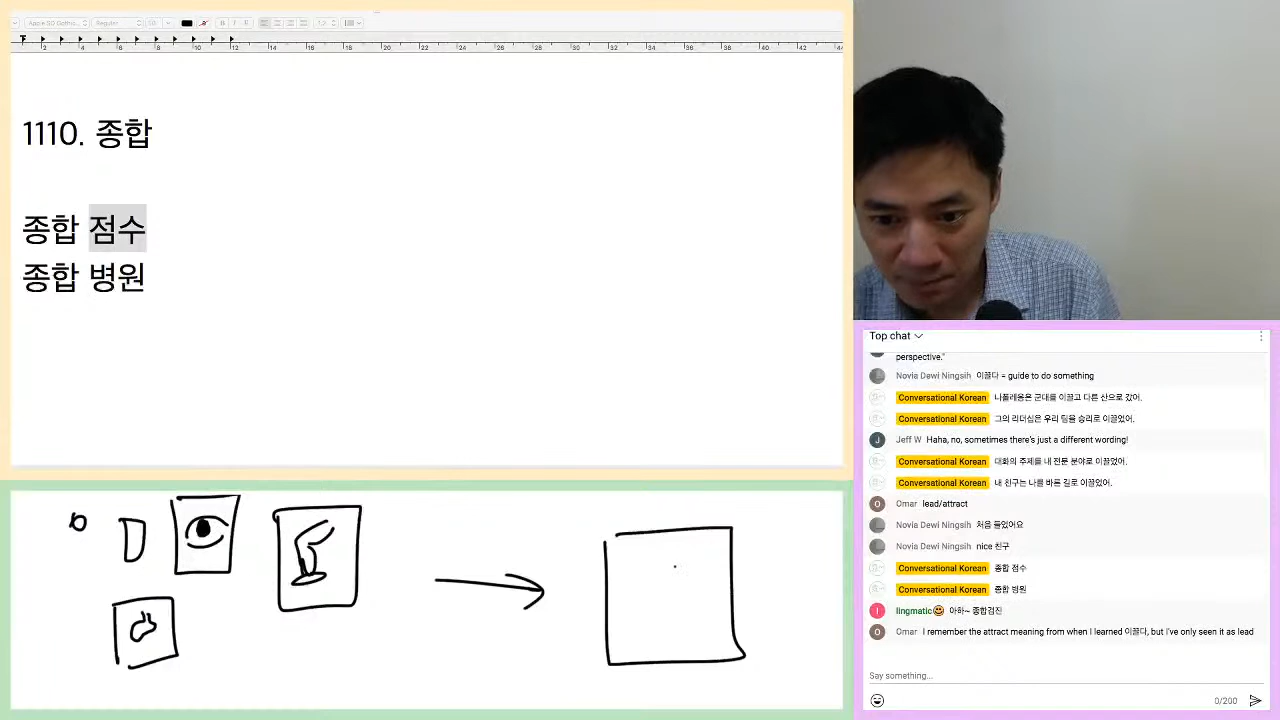 Apple SD Gothic...
Regular
1110. 종합
종합 점수
종합 병원
Top chat
perspective."
Novia Dewi Ningsih 이끌다 = guide to do something
Conversational Korean 나폴레옹은 군대를 이끌고 다른 산으로 갔어.
Conversational Korean 그의 리더십은 우리 팀을 승리로 이끌었어.
J Jeff W Haha, no, sometimes there's just a different wording!
Conversational Korean 대화의 주제를 내 전문 분야로 이끌었어.
Conversational Korean 내 친구는 나를 바른 길로 이끌었어.
O Omar lead/attract
Novia Dewi Ningsih 처음 들었어요
Novia Dewi Ningsih nice 친구
Conversational Korean 종합 점수
Conversational Korean 종합 병원
lingmatic 아하~ 종합검진
O Omar I remember the attract meaning from when I learned 이끌다, but I've only seen it as lead
Say something...
0/200